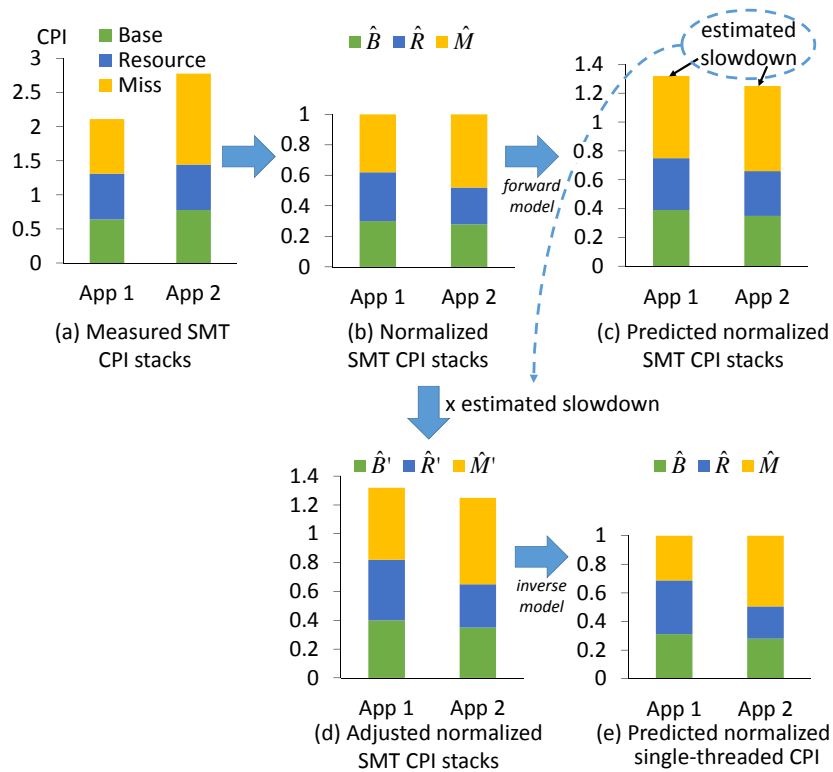 CPI
Base
Resource
Miss
3
2.5
2
1.5
1
0.5
0
App 1 App 2
(a) Measured SMT
CPI stacks
B̂ R̂ M̂
1
0.8
0.6
0.4
0.2
0
App 1 App 2
(b) Normalized
SMT CPI stacks
forward
model
estimated
slowdown
1.4
1.2
1
0.8
0.6
0.4
0.2
0
App 1 App 2
(c) Predicted normalized
SMT CPI stacks
x estimated slowdown
B̂' R̂' M̂'
1.4
1.2
1
0.8
0.6
0.4
0.2
0
App 1 App 2
(d) Adjusted normalized
SMT CPI stacks
inverse
model
B̂ R̂ M̂
1
0.8
0.6
0.4
0.2
0
App 1 App 2
(e) Predicted normalized
single-threaded CPI